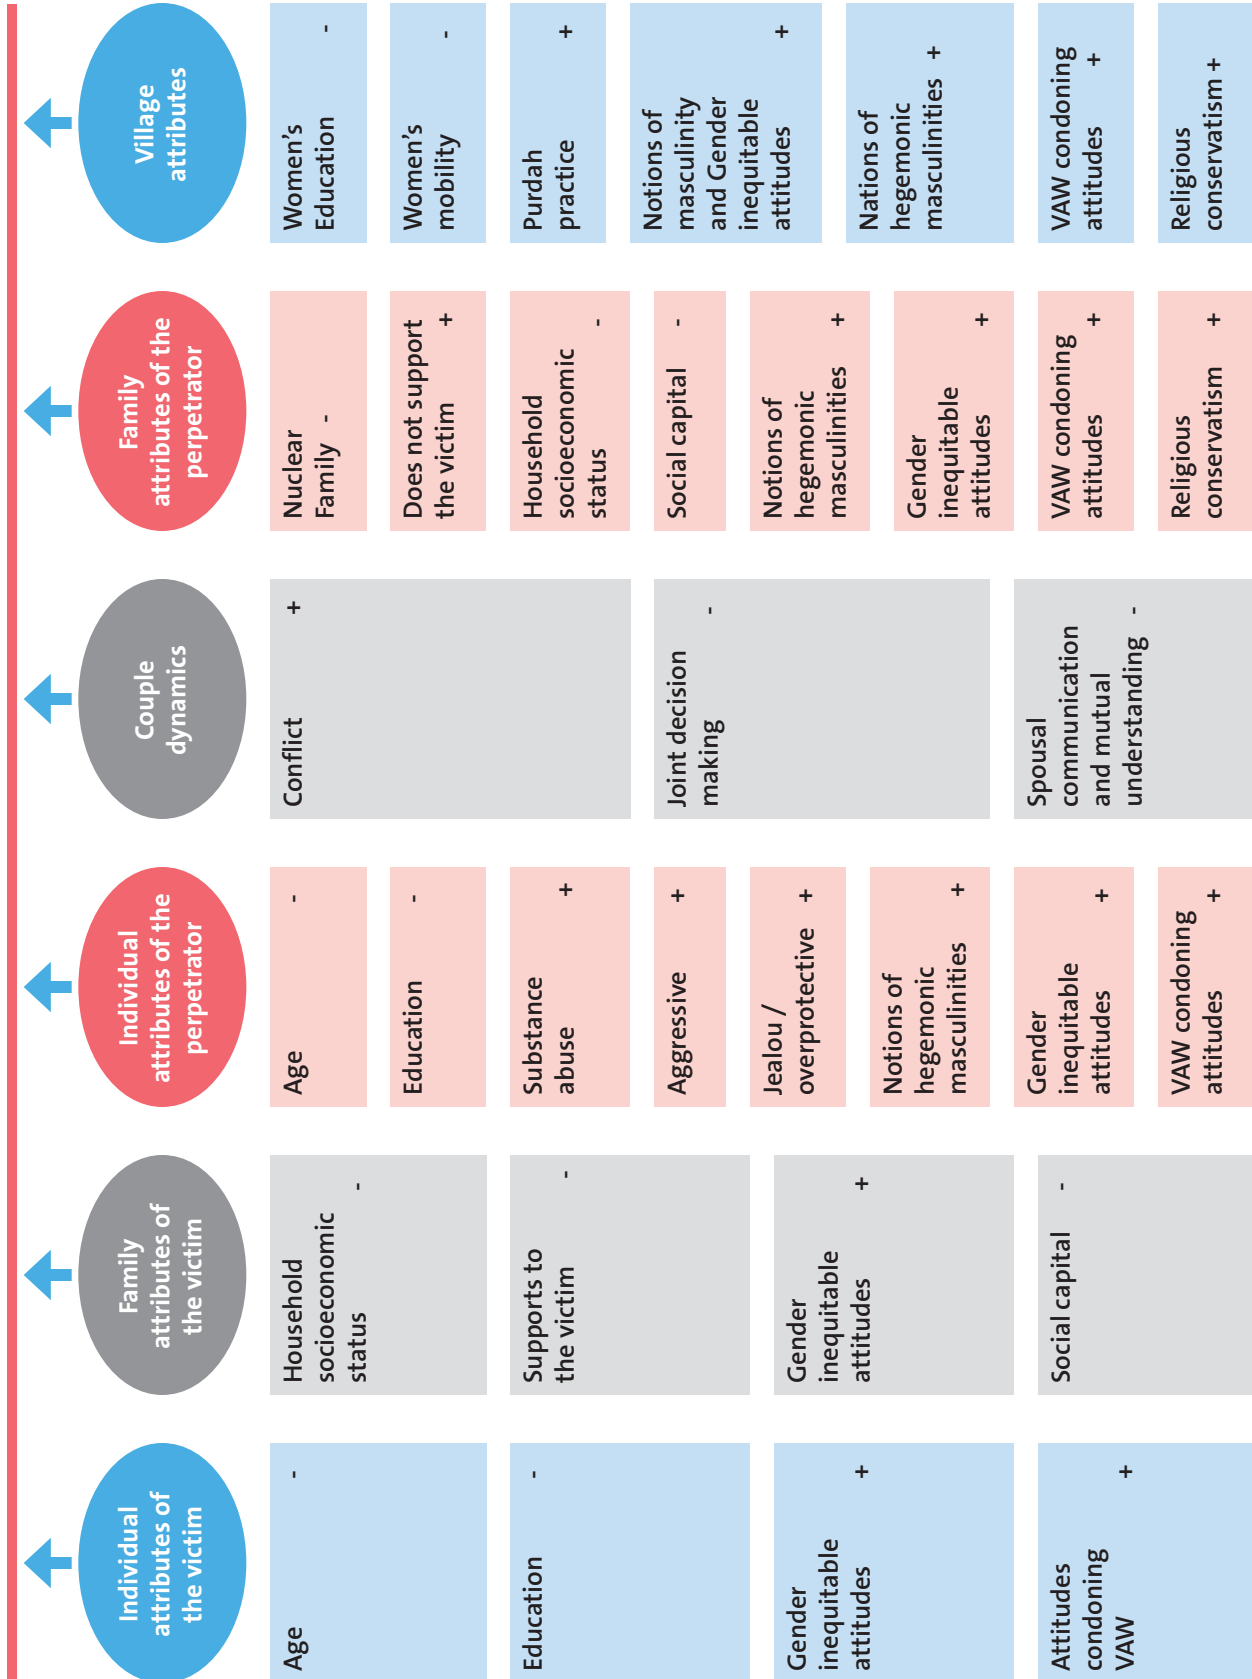 Individual
attributes of
the victim
Age -
Education -
Gender
inequitable
attitudes +
Attitudes
condoning
VAW +
Family
attributes of
the victim
Household
socioeconomic
status -
Supports to
the victim -
Gender
inequitable
attitudes +
Social capital -
Individual
attributes of the
perpetrator
Age -
Education -
Substance
abuse +
Aggressive +
Jealou /
overprotective +
Notions of
hegemonic
masculinities +
Gender
inequitable
attitudes +
VAW condoning
attitudes +
Couple
dynamics
Conflict +
Joint decision
making -
Spousal
communication
and mutual
understanding -
Family
attributes of the
perpetrator
Nuclear
Family -
Does not support
the victim +
Household
socioeconomic
status -
Social capital -
Notions of
hegemonic
masculinities +
Gender
inequitable
attitudes +
VAW condoning
attitudes +
Religious
conservatism +
Village
attributes
Women's
Education -
Women's
mobility -
Purdah
practice +
Notions of
masculinity
and Gender
inequitable
attitudes +
Nations of
hegemonic
masculinities +
VAW condoning
attitudes +
Religious
conservatism +